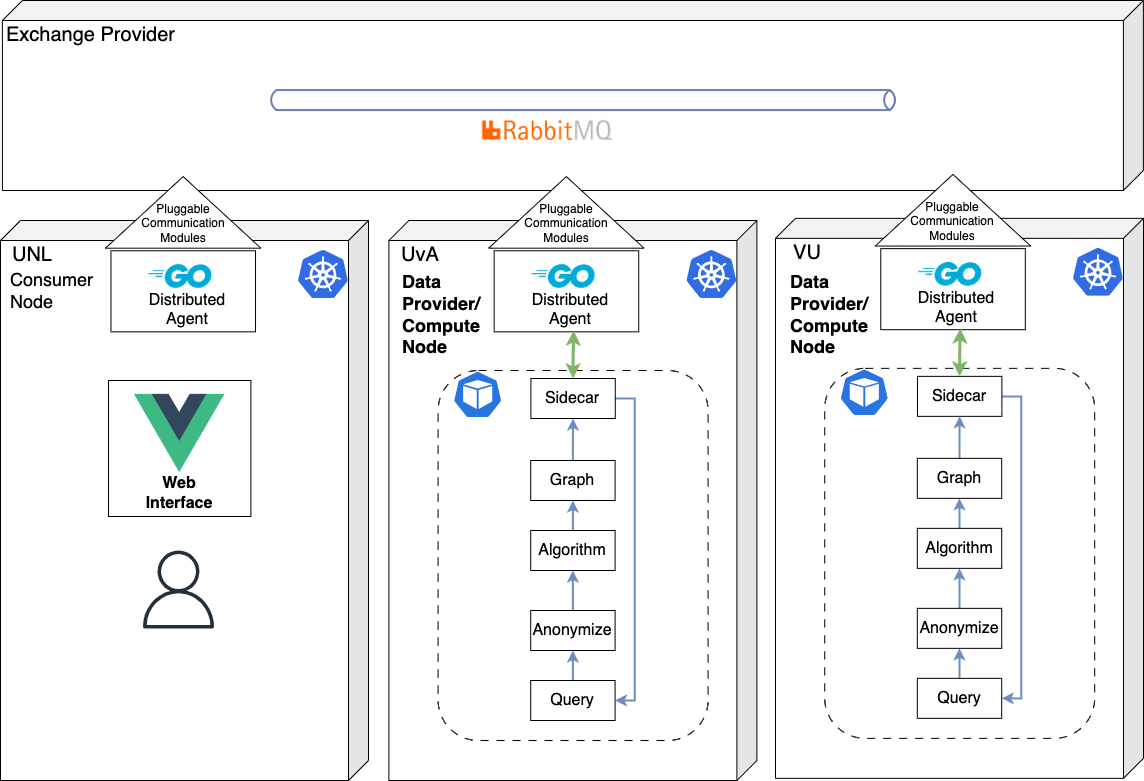 Exchange Provider
RabbitMQ
Pluggable
Communication
Modules
UNL
Consumer
Node
GO
Distributed
Agent
Web
Interface
Pluggable
Communication
Modules
UvA
Data
Provider/
Compute
Node
GO
Distributed
Agent
Sidecar
Graph
Algorithm
Anonymize
Query
Pluggable
Communication
Modules
VU
Data
Provider/
Compute
Node
GO
Distributed
Agent
Sidecar
Graph
Algorithm
Anonymize
Query